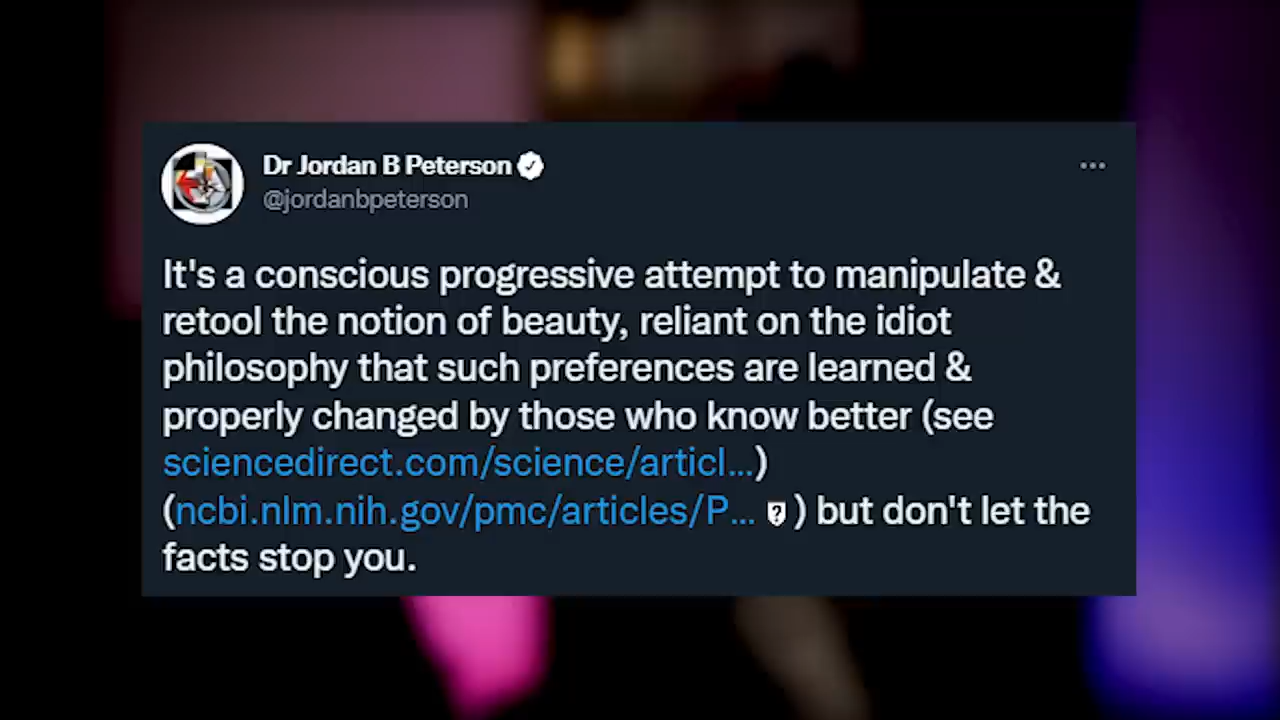 Dr Jordan B Peterson
@jordanbpeterson
It's a conscious progressive attempt to manipulate &
retool the notion of beauty, reliant on the idiot
philosophy that such preferences are learned &
properly changed by those who know better (see
sciencedirect.com/science/articl...)
(ncbi.nlm.nih.gov/pmc/articles/P... ?) but don't let the
facts stop you.